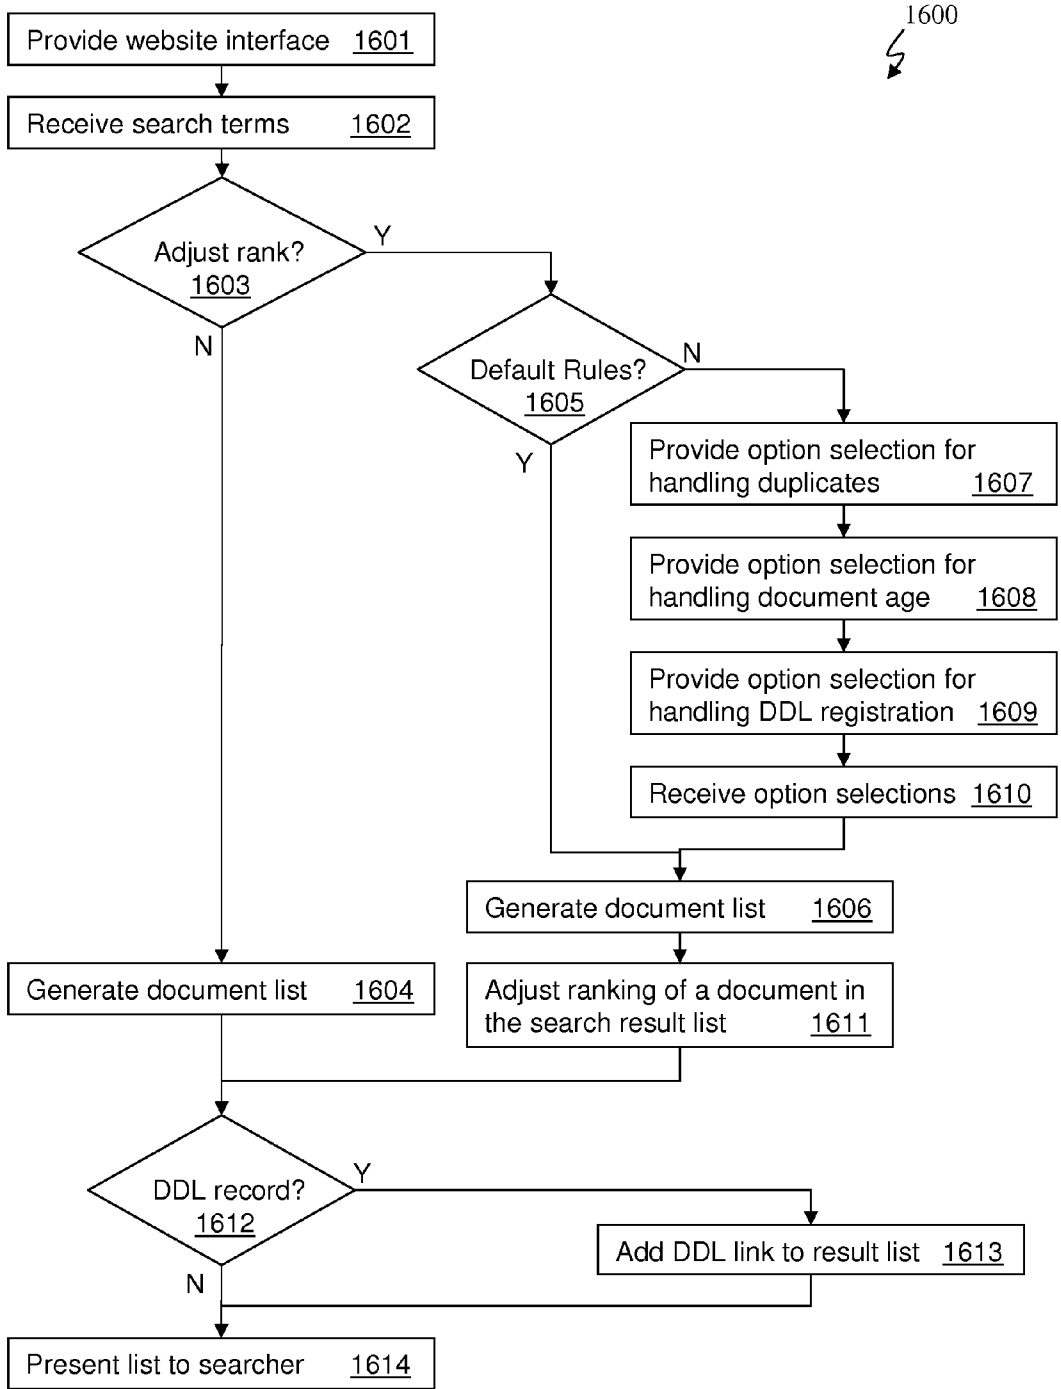 1600
Provide website interface 1601
Receive search terms 1602
Adjust rank?
1603
Y
N
Default Rules?
1605
N
Y
Provide option selection for
handling duplicates 1607
Provide option selection for
handling document age 1608
Provide option selection for
handling DDL registration 1609
Receive option selections 1610
Generate document list 1606
Generate document list 1604
Adjust ranking of a document in
the search result list 1611
DDL record?
1612
Y
N
Add DDL link to result list 1613
Present list to searcher 1614